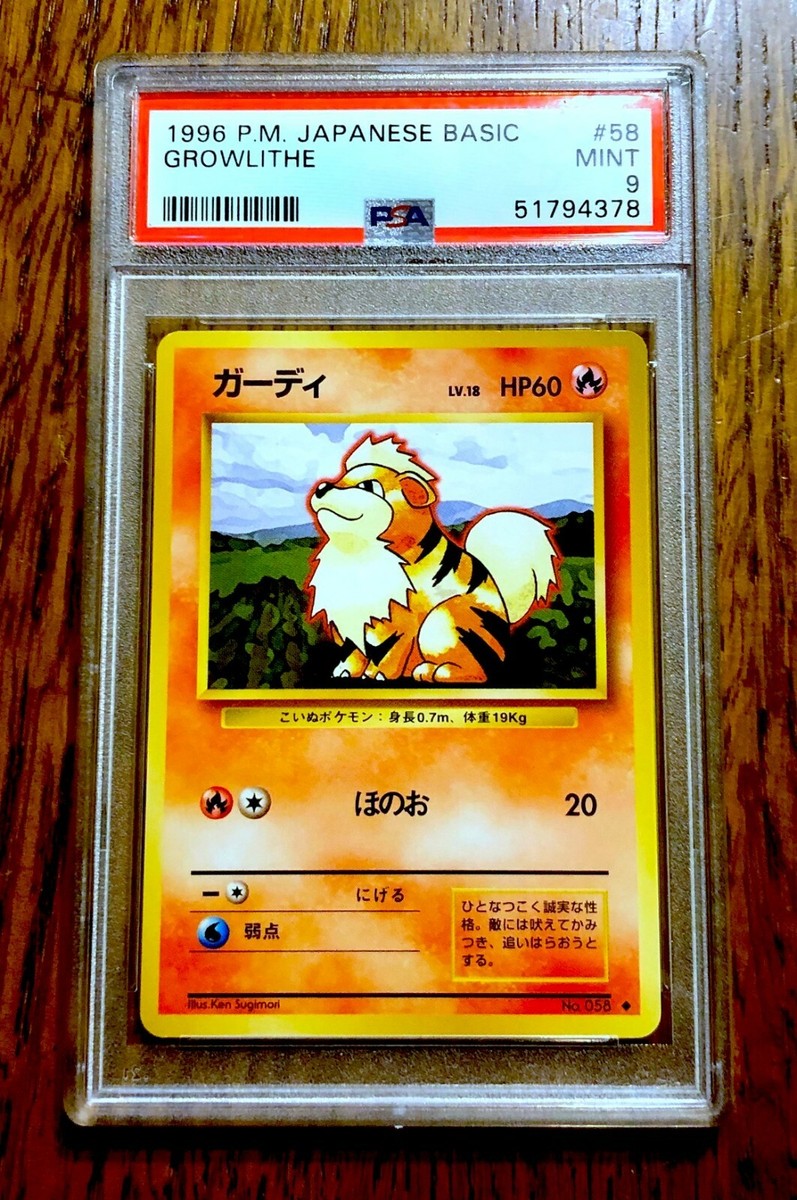 1996 P.M. JAPANESE BASIC #58
GROWLITHE MINT
9
PSA 51794378
ガーディ LV.18 HP60
こいぬポケモン：身長0.7m、体重19Kg
ほのお 20
にげる
弱点
ひとなつこく誠実な性
格。敵には吠えてかみ
つき、追いはらおうと
する。
Illus.Ken Sugimori No. 058